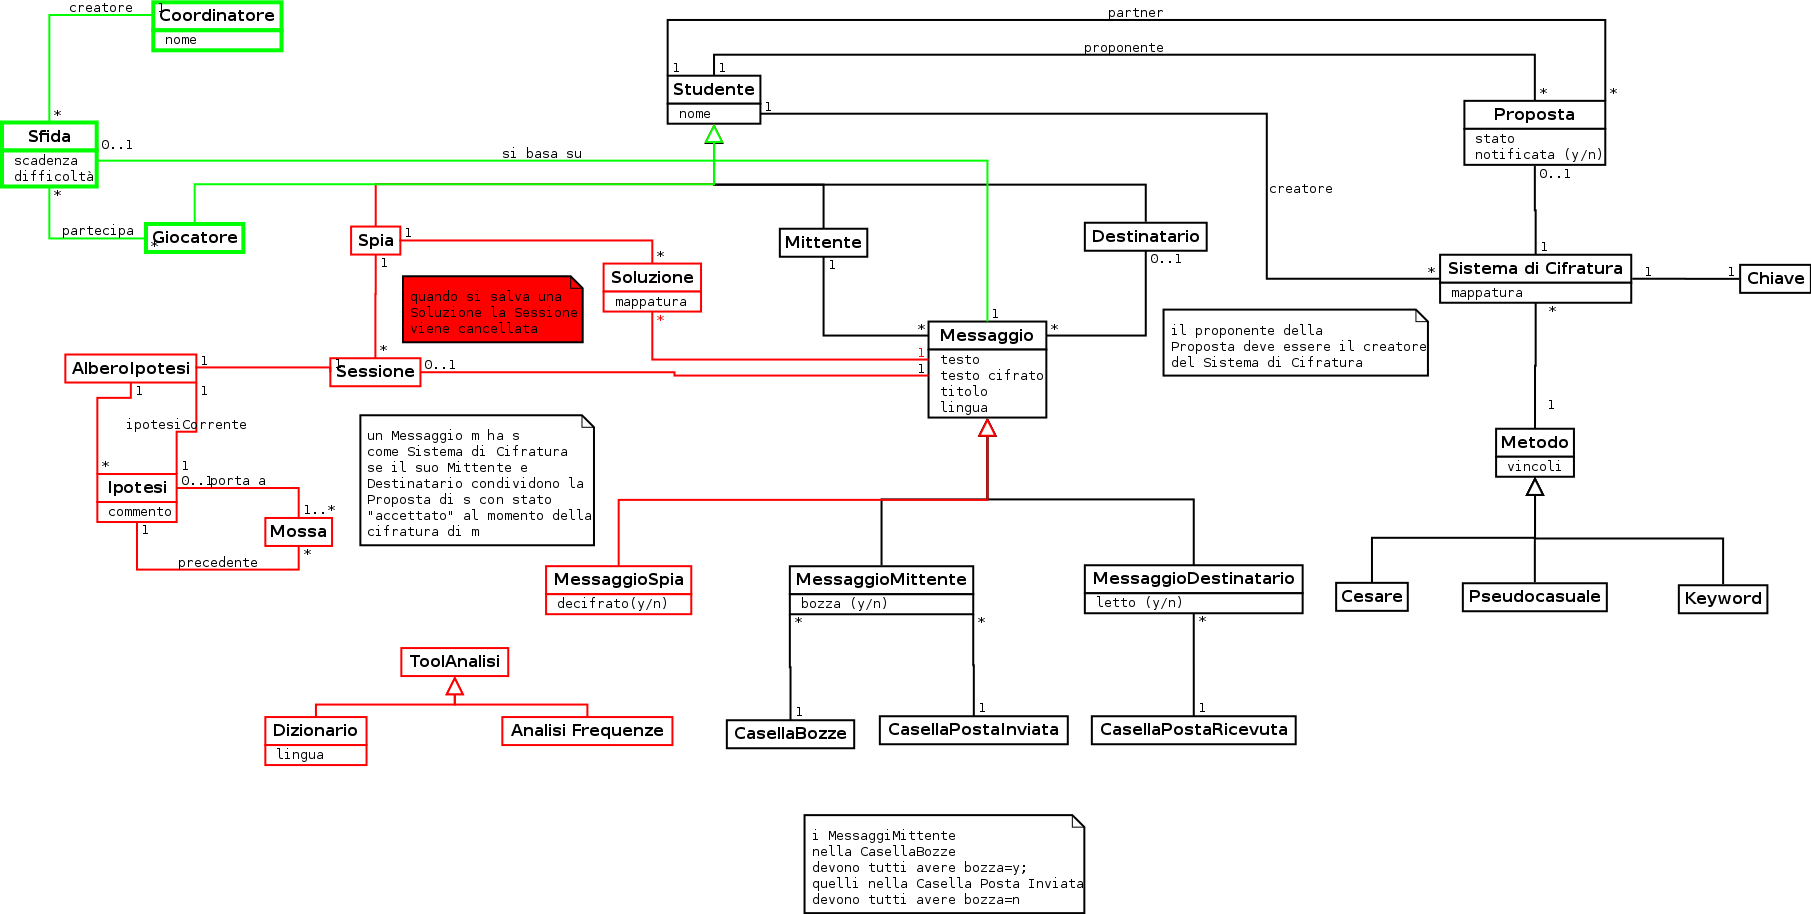 creatore
1
Coordinatore
nome
*
Sfida
scadenza
difficoltà
0..1
*
partecipa
*
Giocatore
si basa su
partner
proponente
1
1
Studente
nome
1
*
*
Proposta
stato
notificata (y/n)
0..1
creatore
Spia
1
1
*
Soluzione
mappatura
*
Mittente
1
Destinatario
0..1
1
Sistema di Cifratura
mappatura
*
1
1
Chiave
*
quando si salva una
Soluzione la Sessione
viene cancellata
1
*
*
Messaggio
testo
testo cifrato
titolo
lingua
1
1
il proponente della
Proposta deve essere il creatore
del Sistema di Cifratura
AlberoIpotesi
1
1
*
Sessione
0..1
1
1
ipotesiCorrente
*
1
Ipotesi
commento
0..1
porta a
1..*
Mossa
*
1
precedente
un Messaggio m ha s
come Sistema di Cifratura
se il suo Mittente e
Destinatario condividono la
Proposta di s con stato
"accettato" al momento della
cifratura di m
1
Metodo
vincoli
Cesare
Pseudocasuale
Keyword
MessaggioSpia
decifrato(y/n)
MessaggioMittente
bozza (y/n)
*
*
MessaggioDestinatario
letto (y/n)
*
ToolAnalisi
Dizionario
lingua
Analisi Frequenze
1
CasellaBozze
1
CasellaPostaInviata
1
CasellaPostaRicevuta
i MessaggiMittente
nella CasellaBozze
devono tutti avere bozza=y;
quelli nella Casella Posta Inviata
devono tutti avere bozza=n